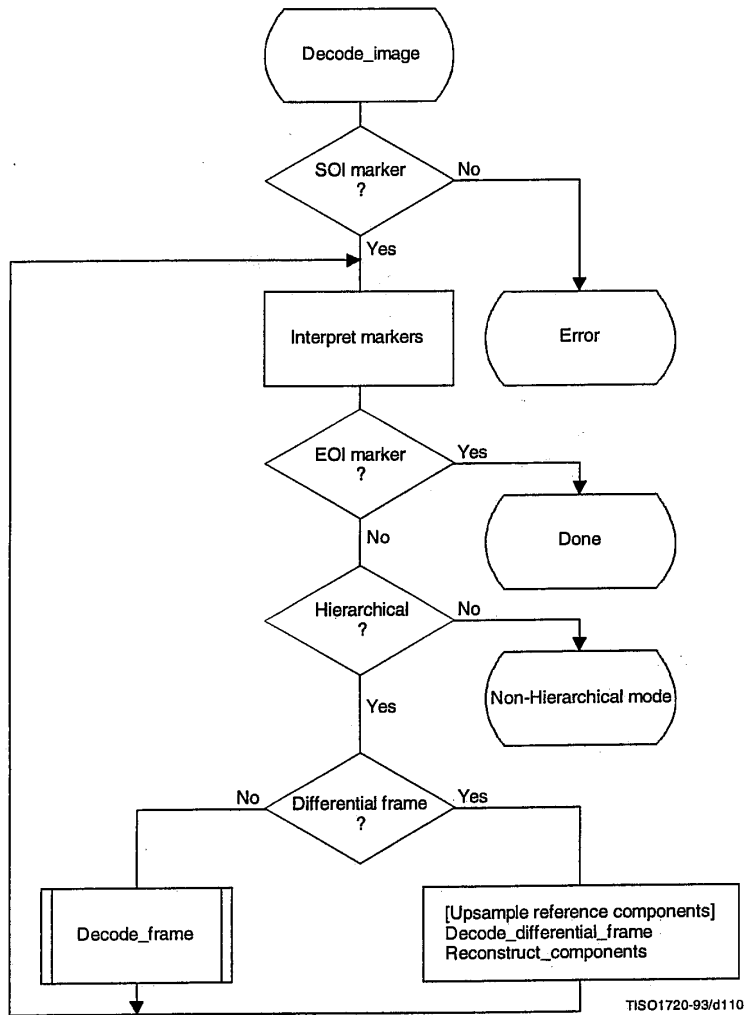 Decode_image
SOI marker
?
No
Yes
Interpret markers
Error
EOI marker
?
Yes
No
Done
Hierarchical
?
No
Yes
Non-Hierarchical mode
No
Differential frame
?
Yes
Decode_frame
[Upsample reference components]
Decode_differential_frame
Reconstruct_components
TISO1720-93/d110